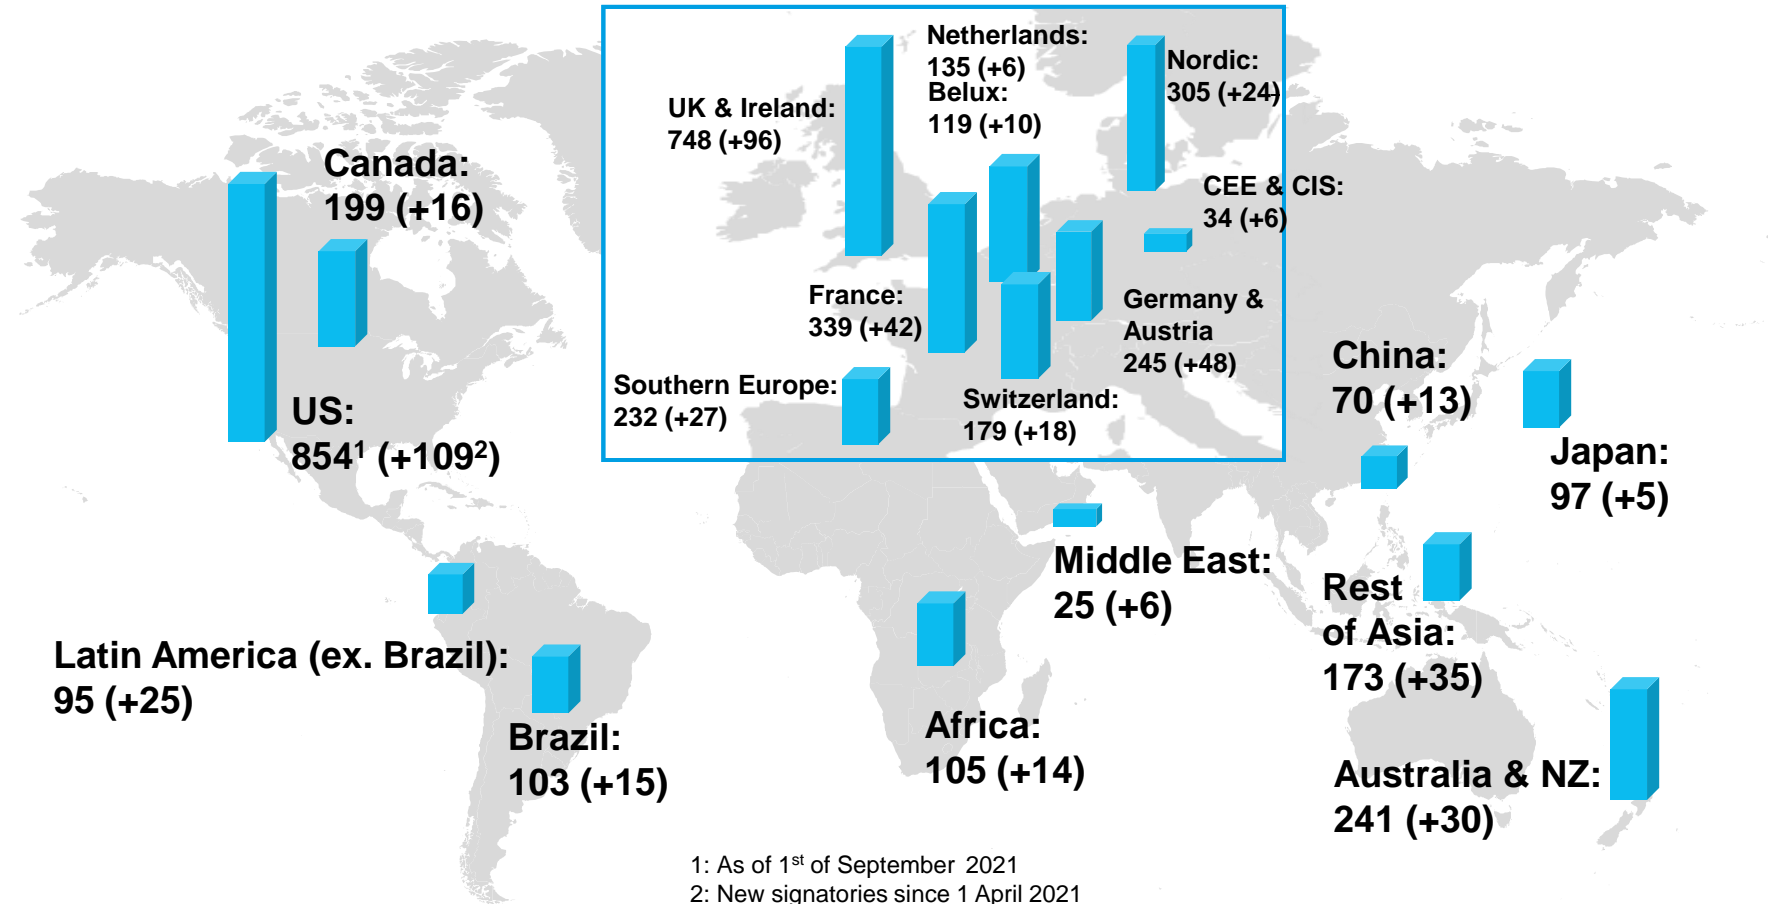 Netherlands:
135 (+6)
Belux:
119 (+10)
Nordic:
305 (+24)
UK & Ireland:
748 (+96)
CEE & CIS:
34 (+6)
France:
339 (+42)
Germany &
Austria
245 (+48)
Southern Europe:
232 (+27)
Switzerland:
179 (+18)
Canada:
199 (+16)
US:
854¹ (+109²)
China:
70 (+13)
Japan:
97 (+5)
Middle East:
25 (+6)
Rest
of Asia:
173 (+35)
Latin America (ex. Brazil):
95 (+25)
Brazil:
103 (+15)
Africa:
105 (+14)
Australia & NZ:
241 (+30)
1: As of 1st of September 2021
2: New signatories since 1 April 2021